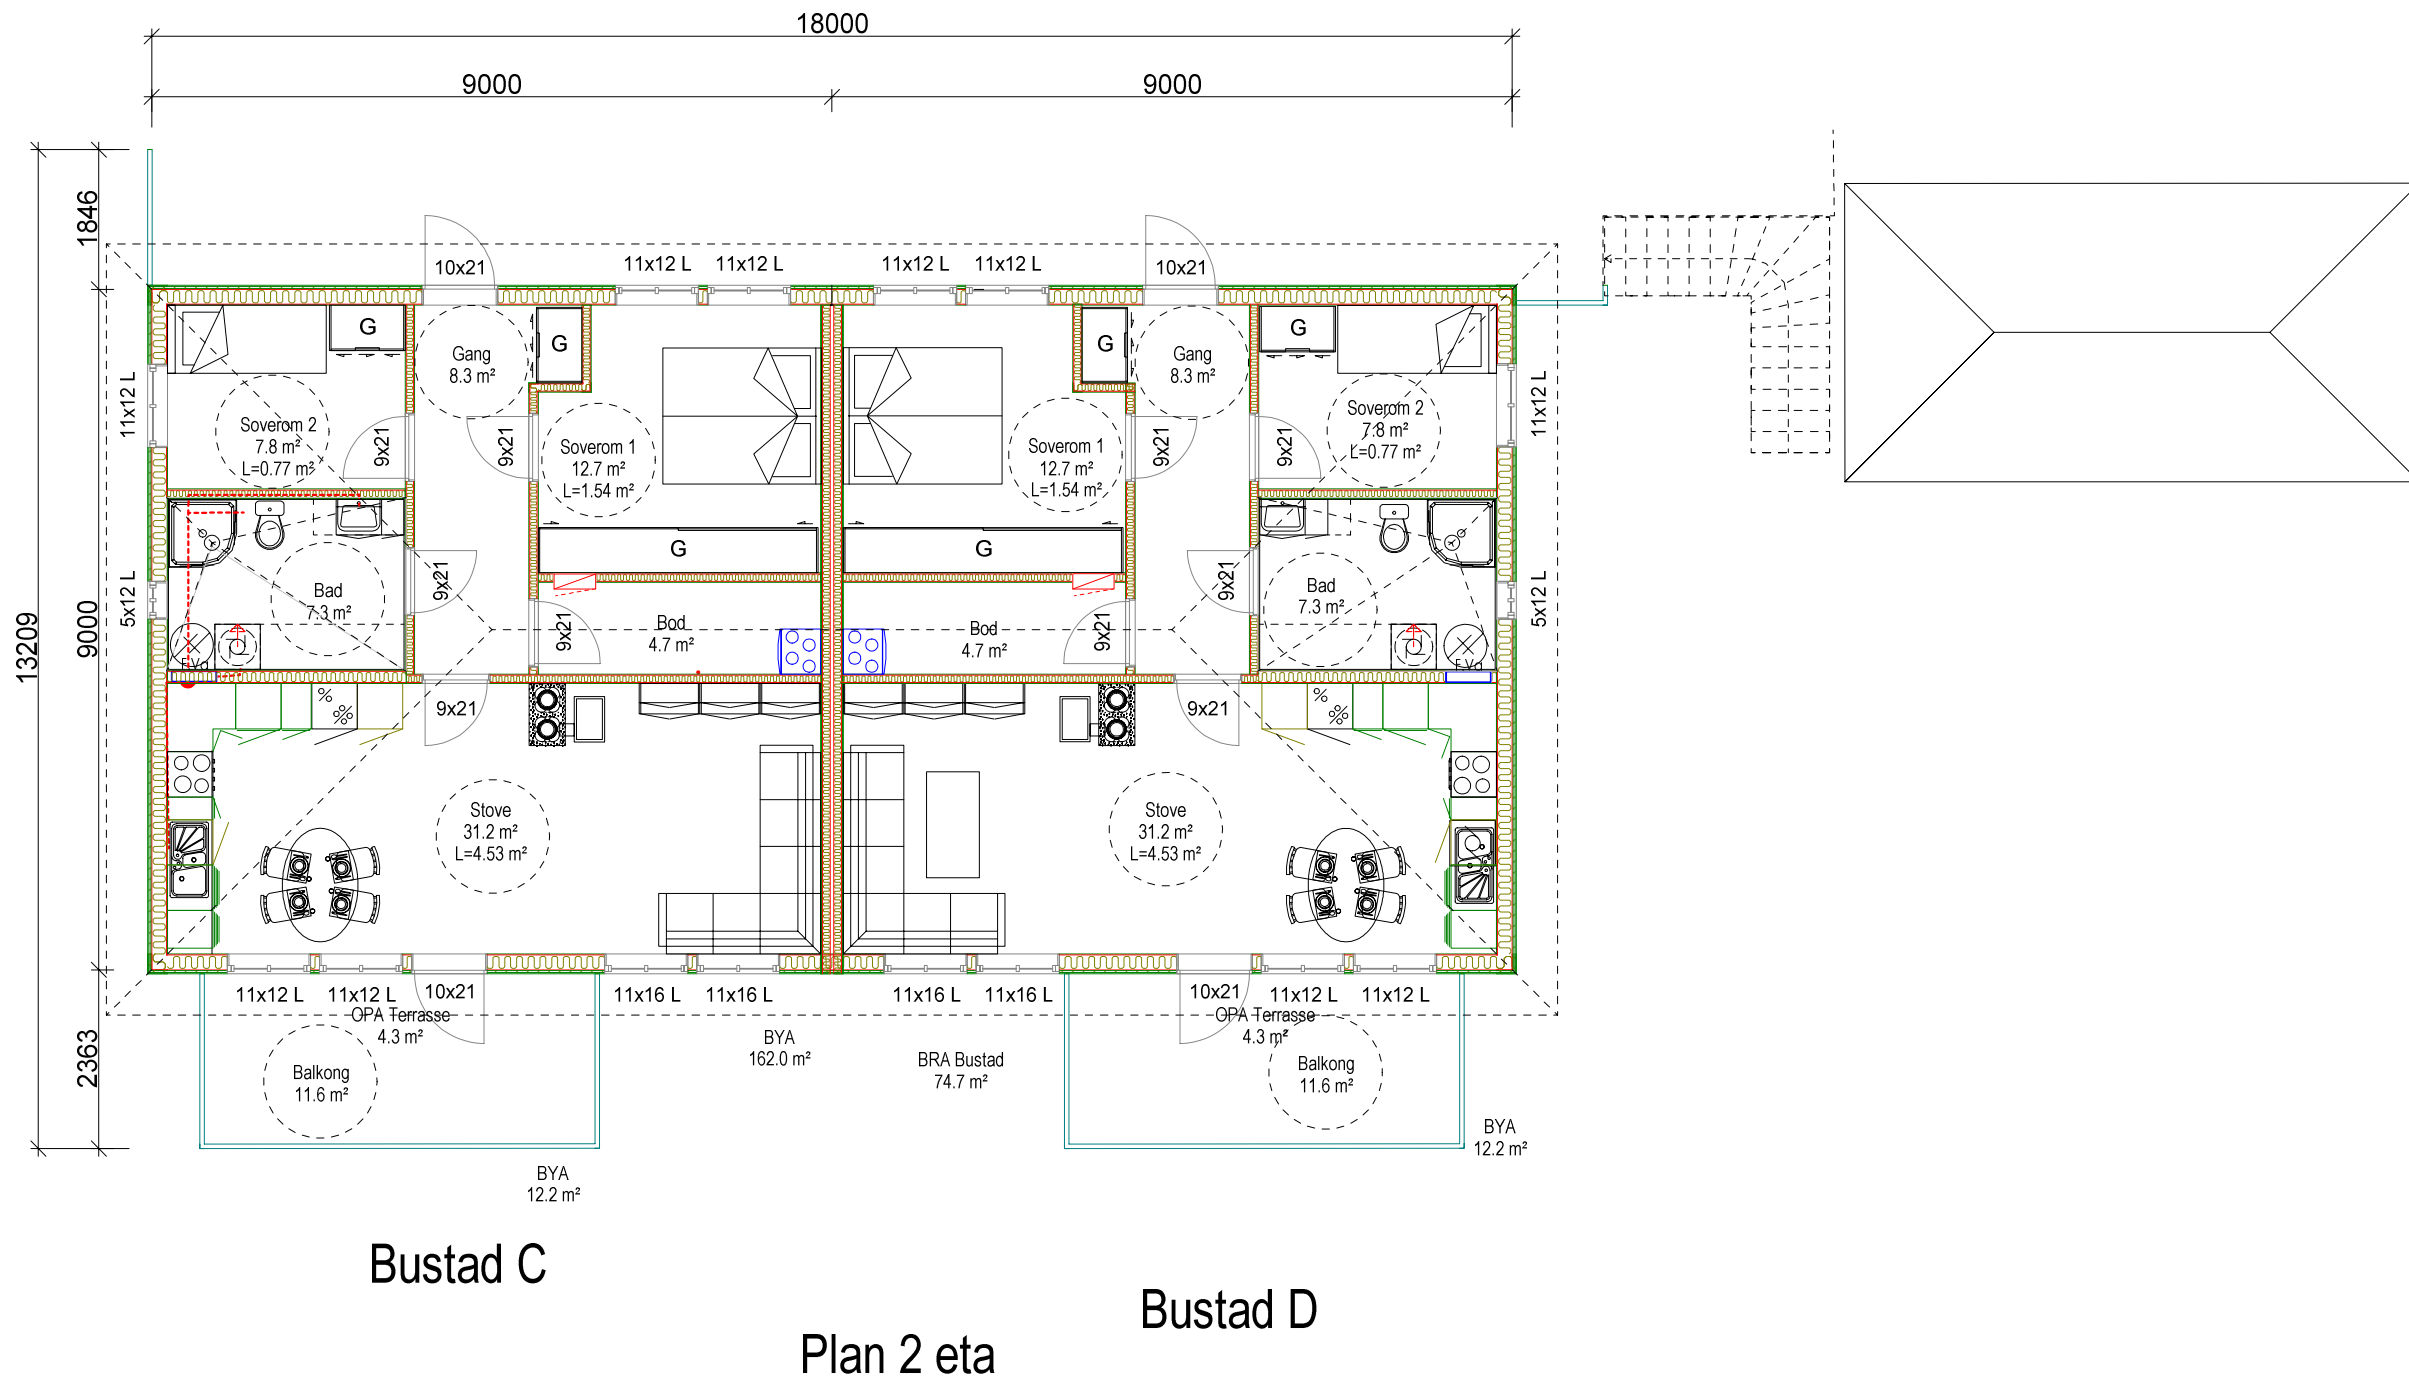 18000
9000
9000
1846
13209
9000
2363
10x21
11x12 L
11x12 L
11x12 L
11x12 L
10x21
G
G
G
G
Gang
8.3 m²
Gang
8.3 m²
11x12 L
Soverom 2
7.8 m²
L=0.77 m²
9x21
9x21
Soverom 1
12.7 m²
L=1.54 m²
Soverom 1
12.7 m²
L=1.54 m²
9x21
9x21
Soverom 2
7.8 m²
L=0.77 m²
11x12 L
G
G
5x12 L
Bad
7.3 m²
9x21
9x21
Bod
4.7 m²
Bod
4.7 m²
9x21
9x21
Bad
7.3 m²
5x12 L
F.Vg
F.Vg
%
%%
9x21
9x21
%
%%
Stove
31.2 m²
L=4.53 m²
Stove
31.2 m²
L=4.53 m²
11x12 L
11x12 L
10x21
11x16 L
11x16 L
11x16 L
11x16 L
10x21
11x12 L
11x12 L
OPA Terrasse
4.3 m²
OPA Terrasse
4.3 m²
BYA
162.0 m²
BRA Bustad
74.7 m²
Balkong
11.6 m²
Balkong
11.6 m²
BYA
12.2 m²
BYA
12.2 m²
Bustad C
Bustad D
Plan 2 eta